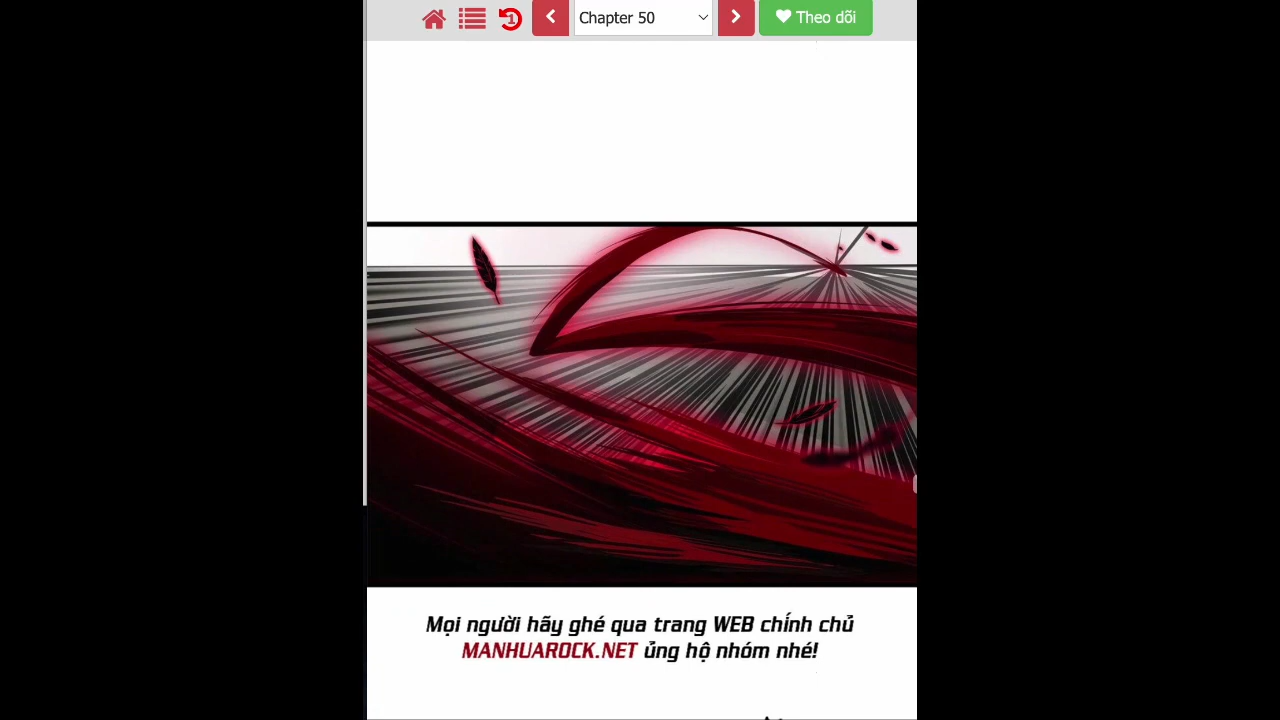 1
Chapter 50
Theo dõi
Mọi người hãy ghé qua trang WEB chính chủ
MANHUAROCK.NET ủng hộ nhóm nhé!